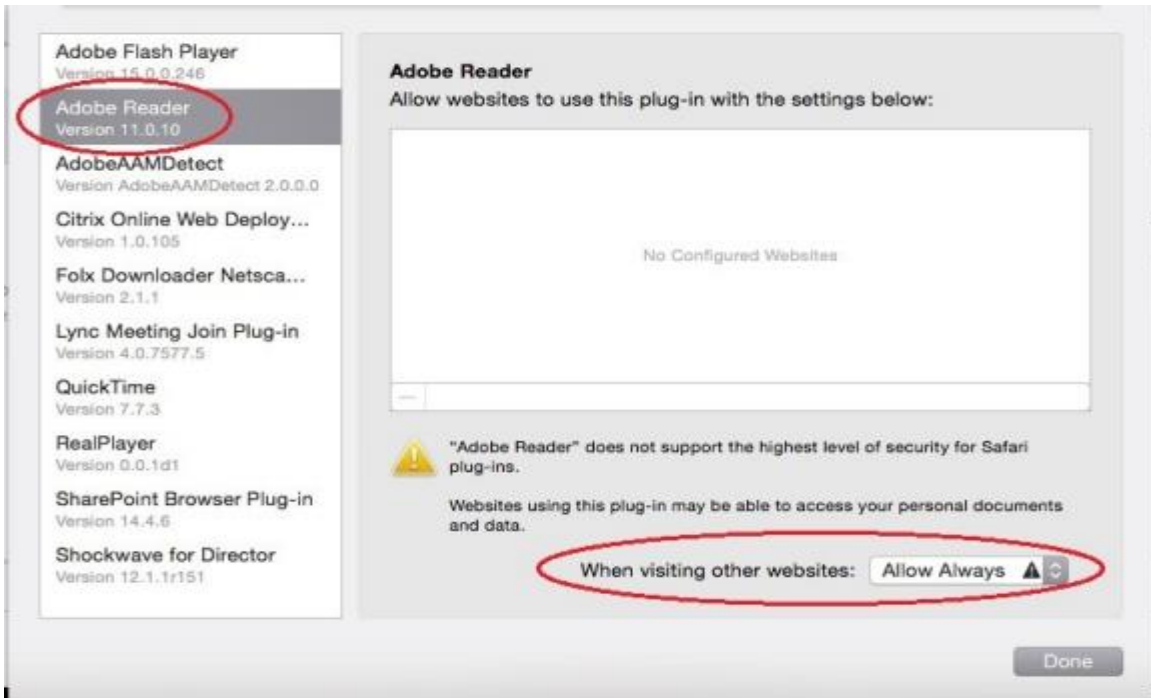 Adobe Flash Player
Version 15.0.0.246
Adobe Reader
Version 11.0.10
AdobeAAMDetect
Version AdobeAAMDetect 2.0.0.0
Citrix Online Web Deploy...
Version 1.0.105
Folx Downloader Netsca...
Version 2.1.1
Lync Meeting Join Plug-in
Version 4.0.7577.5
QuickTime
Version 7.7.3
RealPlayer
Version 0.0.1d1
SharePoint Browser Plug-in
Version 14.4.6
Shockwave for Director
Version 12.1.1r151
Adobe Reader
Allow websites to use this plug-in with the settings below:
No Configured Websites
"Adobe Reader" does not support the highest level of security for Safari
plug-ins.
Websites using this plug-in may be able to access your personal documents
and data.
When visiting other websites: Allow Always
Done